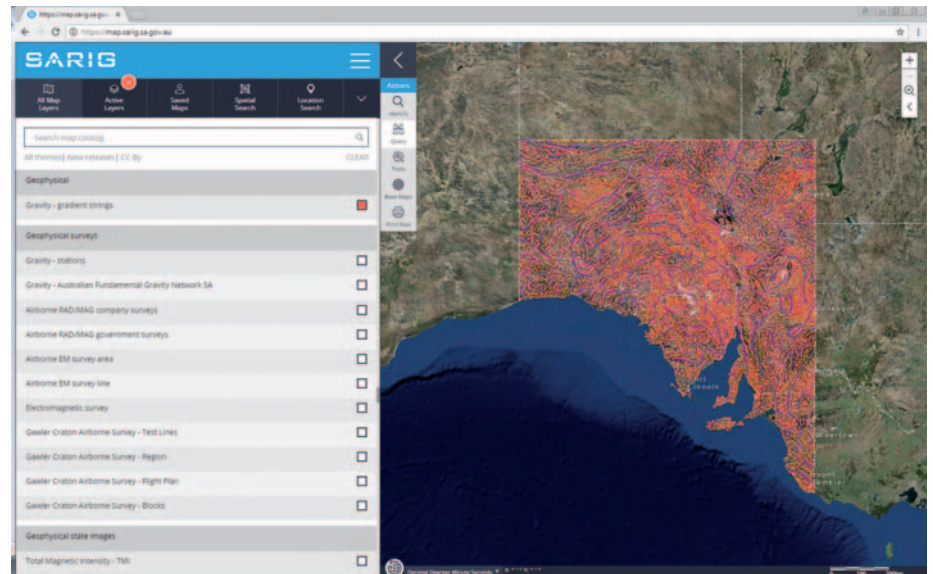 https://map.sarig.sa.gov.au
SARIG
All Map Layers
Active Layers
Saved Maps
Spatial Search
Location Search
Actions
Identify
Query
Tools
Base Maps
Print Map
Search map catalog
All themes| New releases| CC By
CLEAR
Geophysical
Gravity - gradient strings
Geophysical surveys
Gravity - stations
Gravity - Australian Fundamental Gravity Network SA
Airborne RAD/MAG company surveys
Airborne RAD/MAG government surveys
Airborne EM survey area
Airborne EM survey line
Electromagnetic survey
Gawler Craton Airborne Survey - Test Lines
Gawler Craton Airborne Survey - Region
Gawler Craton Airborne Survey - Flight Plan
Gawler Craton Airborne Survey - Blocks
Geophysical state images
Total Magnetic Intensity - TMI
Decimal Degrees Minute Seconds